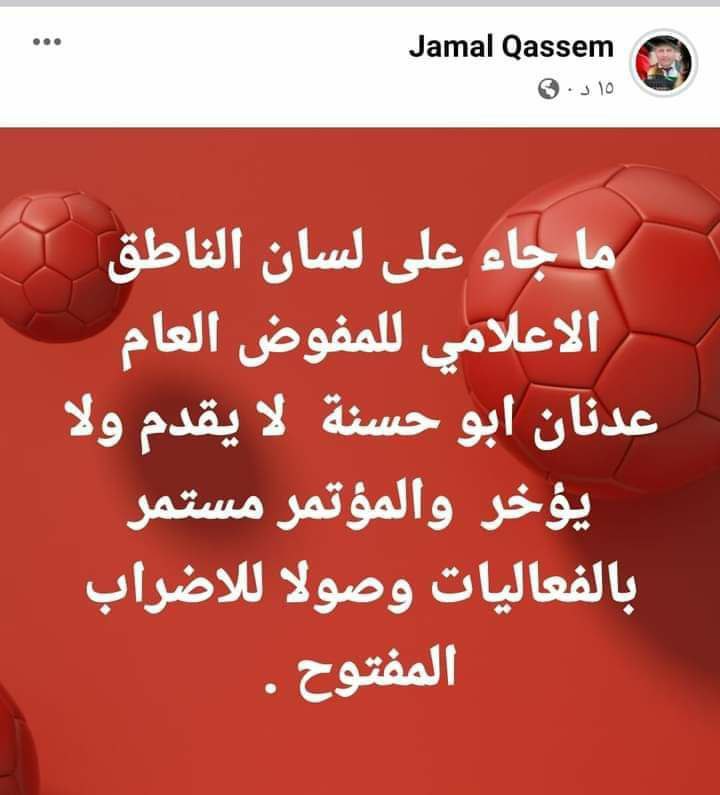 Jamal Qassem
١٥ د ·
ما جاء على لسان الناطق
الاعلامي للمفوض العام
عدنان ابو حسنة  لا يقدم ولا
يؤخر  والمؤتمر مستمر
بالفعاليات وصولا للاضراب
المفتوح .